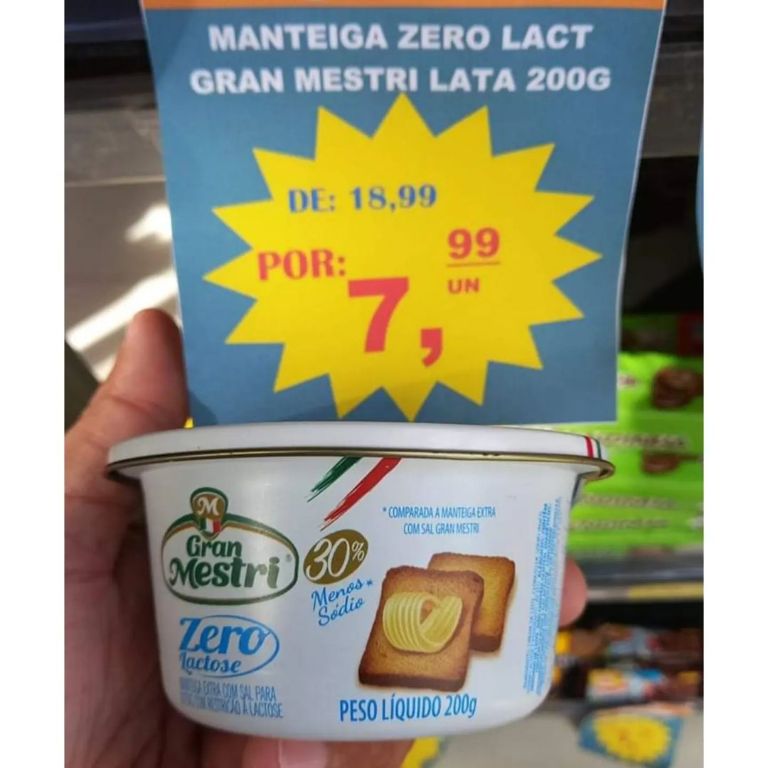 MANTEIGA ZERO LACT
GRAN MESTRI LATA 200G
DE: 18,99
POR: 7,99
UN
M
Gran
Mestri
30%
Menos*
Sódio
* COMPARADA A MANTEIGA EXTRA
COM SAL GRAN MESTRI
Zero
Lactose
MANTEIGA EXTRA COM SAL PARA
DIETAS COM RESTRIÇÃO À LACTOSE
PESO LÍQUIDO 200g